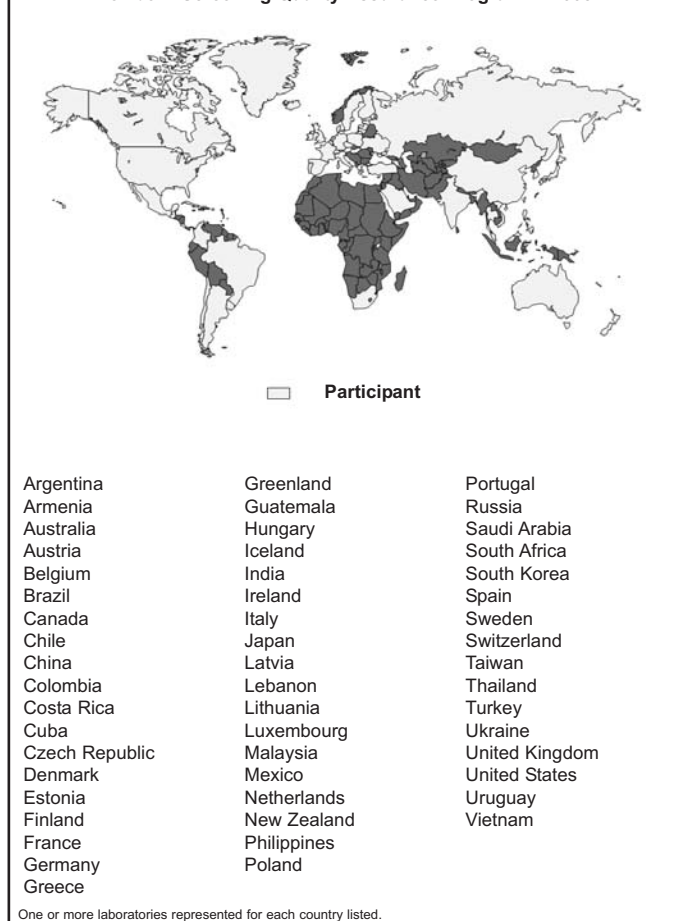 Participant
Argentina
Armenia
Australia
Austria
Belgium
Brazil
Canada
Chile
China
Colombia
Costa Rica
Cuba
Czech Republic
Denmark
Estonia
Finland
France
Germany
Greece
Greenland
Guatemala
Hungary
Iceland
India
Ireland
Italy
Japan
Latvia
Lebanon
Lithuania
Luxembourg
Malaysia
Mexico
Netherlands
New Zealand
Philippines
Poland
Portugal
Russia
Saudi Arabia
South Africa
South Korea
Spain
Sweden
Switzerland
Taiwan
Thailand
Turkey
Ukraine
United Kingdom
United States
Uruguay
Vietnam
One or more laboratories represented for each country listed.